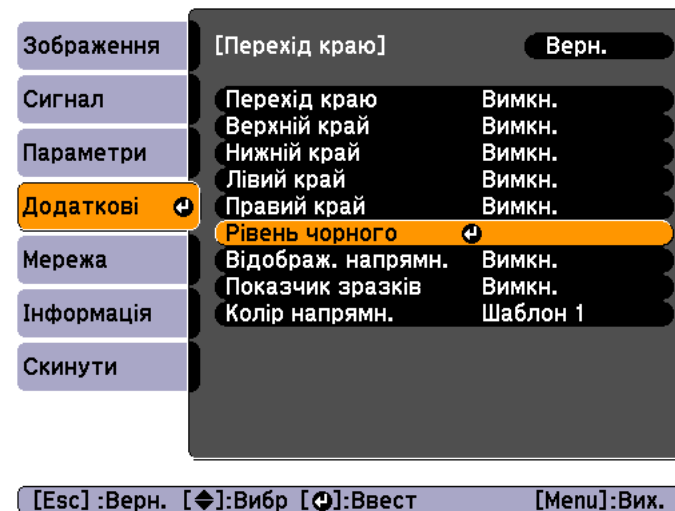 Зображення
Сигнал
Параметри
Додаткові
Мережа
Інформація
Скинути
[Перехід краю] Верн.
Перехід краю Вимкн.
Верхній край Вимкн.
Нижній край Вимкн.
Лівий край Вимкн.
Правий край Вимкн.
Рівень чорного
Відображ. напрямн. Вимкн.
Показчик зразків Вимкн.
Колір напрямн. Шаблон 1
[Esc] :Верн. [ ]:Вибр [ ]:Ввест [Menu]:Вих.